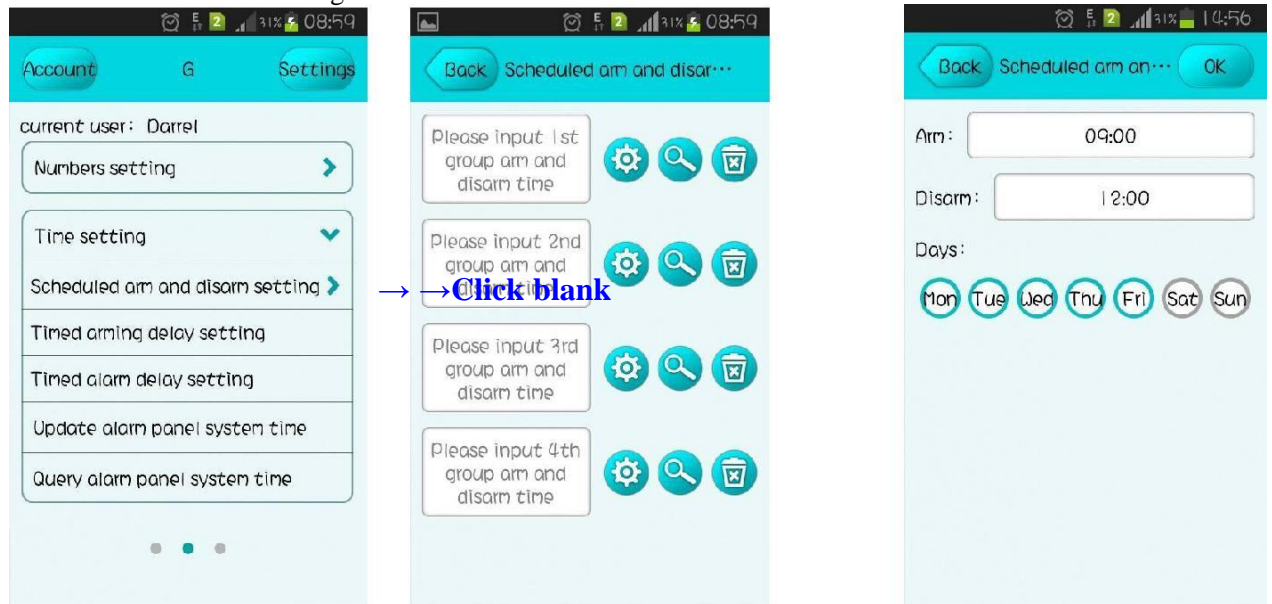 31% 08:59
Account G Settings
current user: Darrel
Numbers setting
Time setting
Scheduled arm and disarm setting
Timed arming delay setting
Timed alarm delay setting
Update alarm panel system time
Query alarm panel system time
2 31% 08:59
Back Scheduled arm and disar···
Please input 1st
group arm and
disarm time
Please input 2nd
group arm and
disarm time
→ →Click blank
Please input 3rd
group arm and
disarm time
Please input 4th
group arm and
disarm time
2 31% 14:56
Back Scheduled arm an··· OK
Arm: 09:00
Disarm: 12:00
Days:
Mon Tue Wed Thu Fri Sat Sun